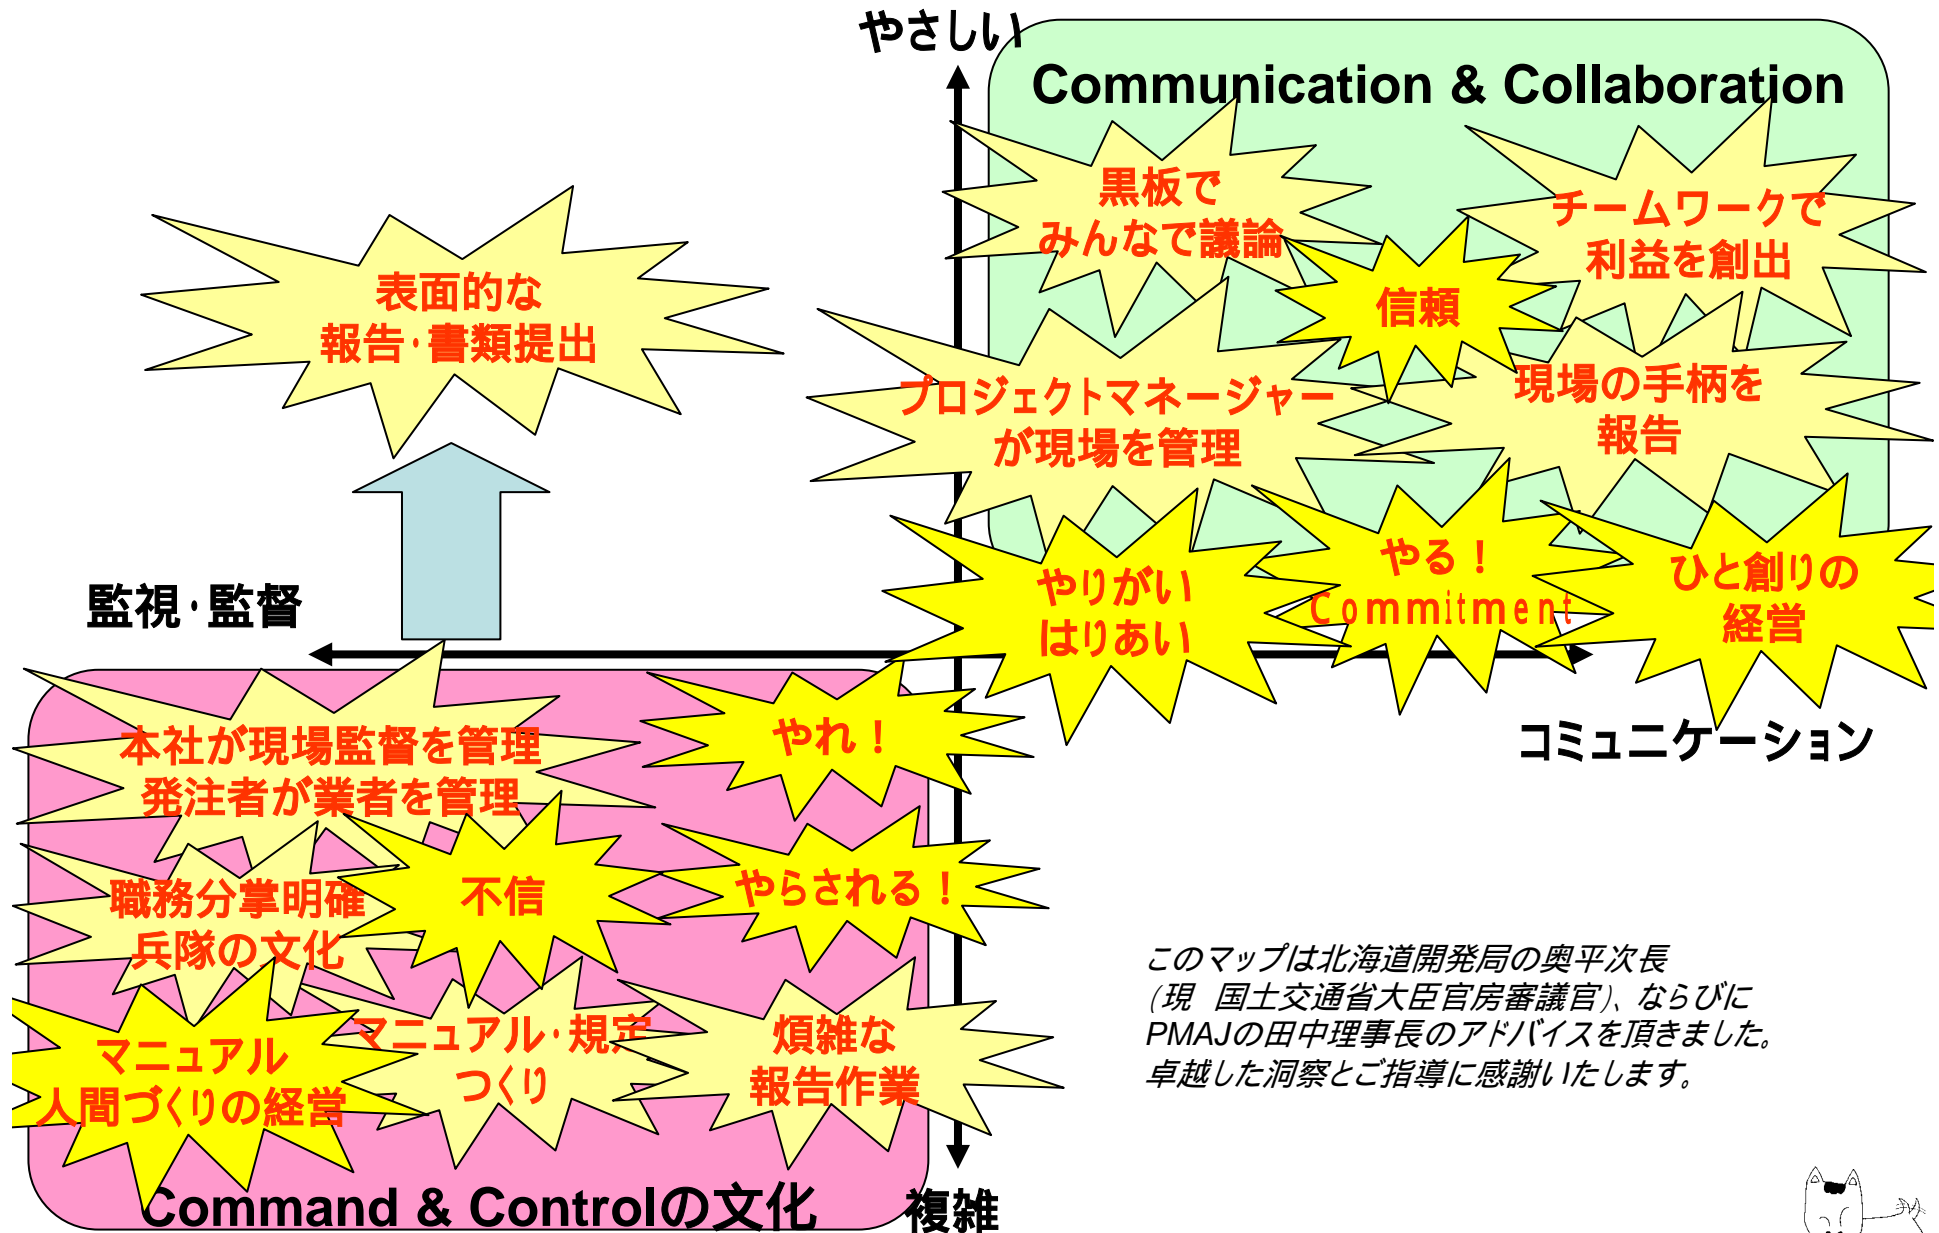 やさしい
Communication & Collaboration
黒板で
みんなで議論
チームワークで
利益を創出
信頼
表面的な
報告・書類提出
プロジェクトマネージャー
が現場を管理
現場の手柄を
報告
やりがい
はりあい
やる！
Commitment
ひと創りの
経営
監視・監督
コミュニケーション
本社が現場監督を管理
発注者が業者を管理
やれ！
職務分掌明確
兵隊の文化
不信
やらされる！
マニュアル
人間づくりの経営
マニュアル・規定
つくり
煩雑な
報告作業
このマップは北海道開発局の奥平次長
（現　国土交通省大臣官房審議官）、ならびに
PMAJの田中理事長のアドバイスを頂きました。
卓越した洞察とご指導に感謝いたします。
Command & Controlの文化
複雑